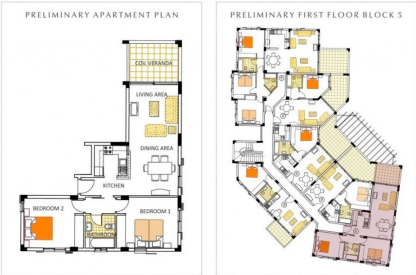 PRELIMINARY APARTMENT PLAN
COV. VERANDA
LIVING AREA
DINING AREA
KITCHEN
BEDROOM 2
BEDROOM 1
BATHROOM
PRELIMINARY FIRST FLOOR BLOCK 5